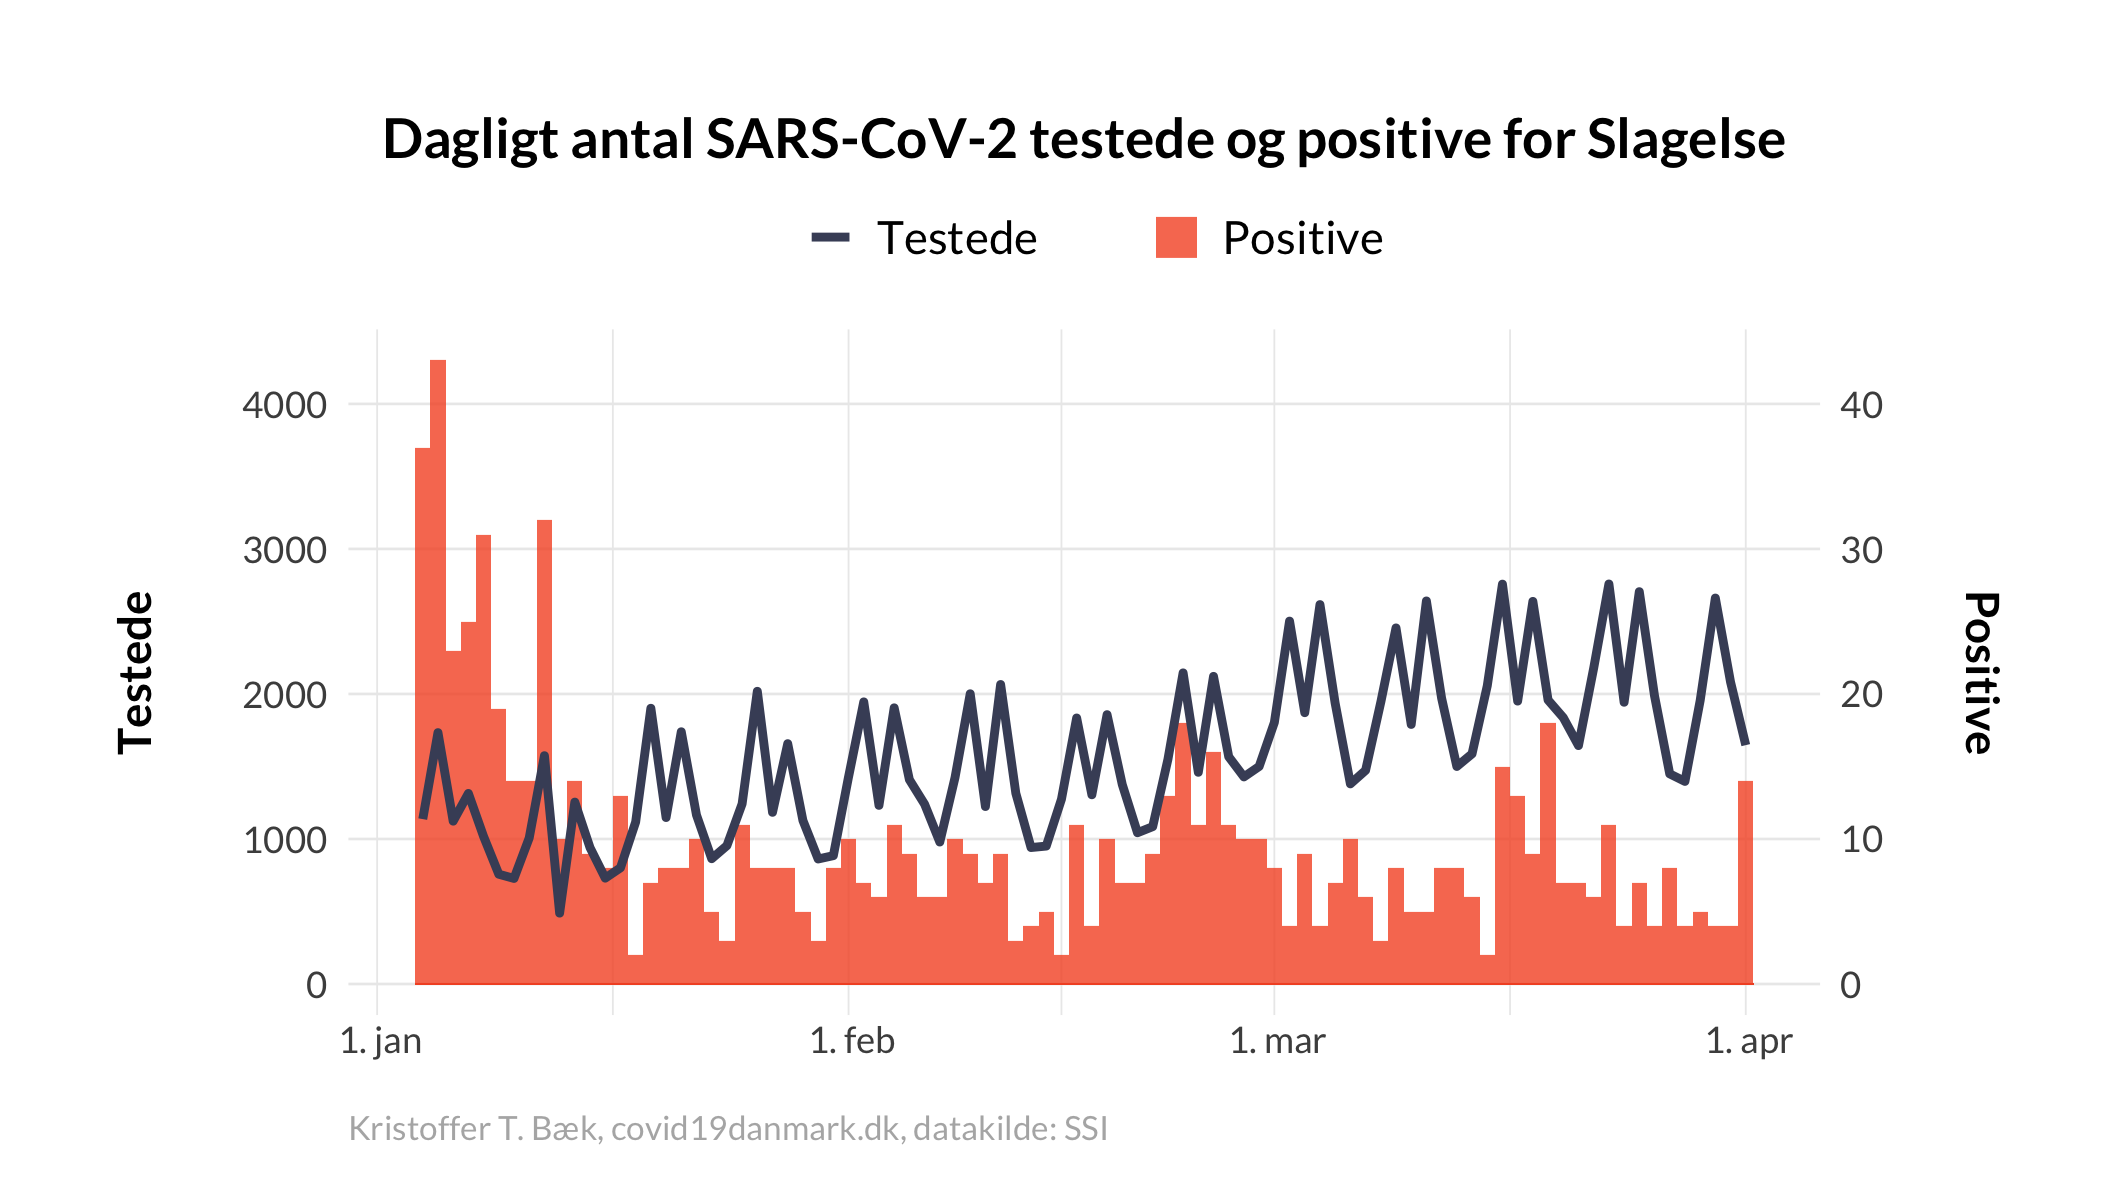 Dagligt antal SARS-CoV-2 testede og positive for Slagelse
Testede
Positive
4000
3000
2000
1000
0
40
30
20
10
0
Testede
Positive
1. jan
1. feb
1. mar
1. apr
Kristoffer T. Bæk, covid19danmark.dk, datakilde: SSI